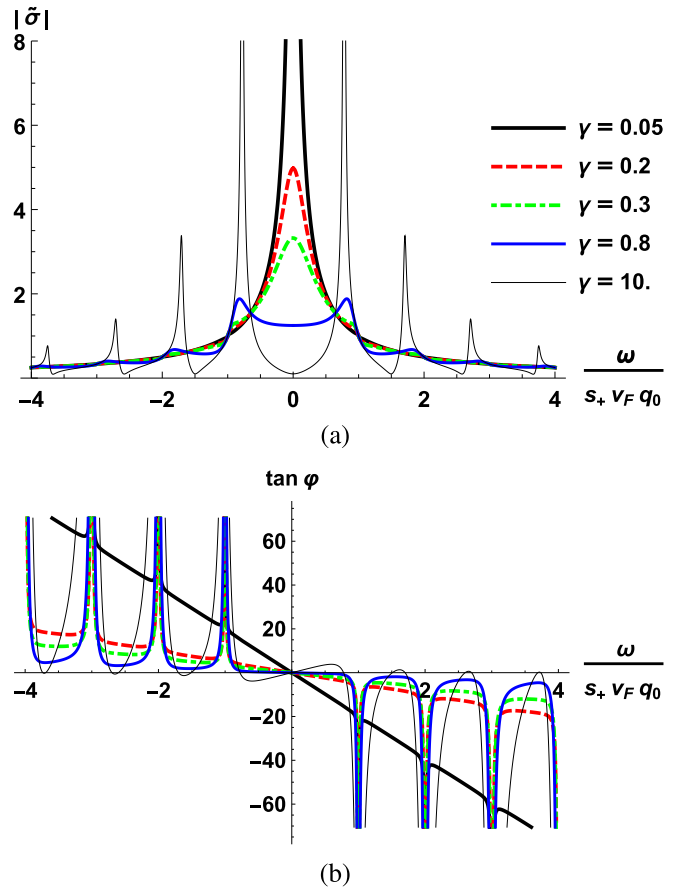 |σ̃|
8
6
4
2
−4 −2 0 2 4
γ = 0.05
γ = 0.2
γ = 0.3
γ = 0.8
γ = 10.
ω
s₊ v_F q₀
(a)
tan φ
60
40
20
−20
−40
−60
−4 −2 2 4
ω
s₊ v_F q₀
(b)